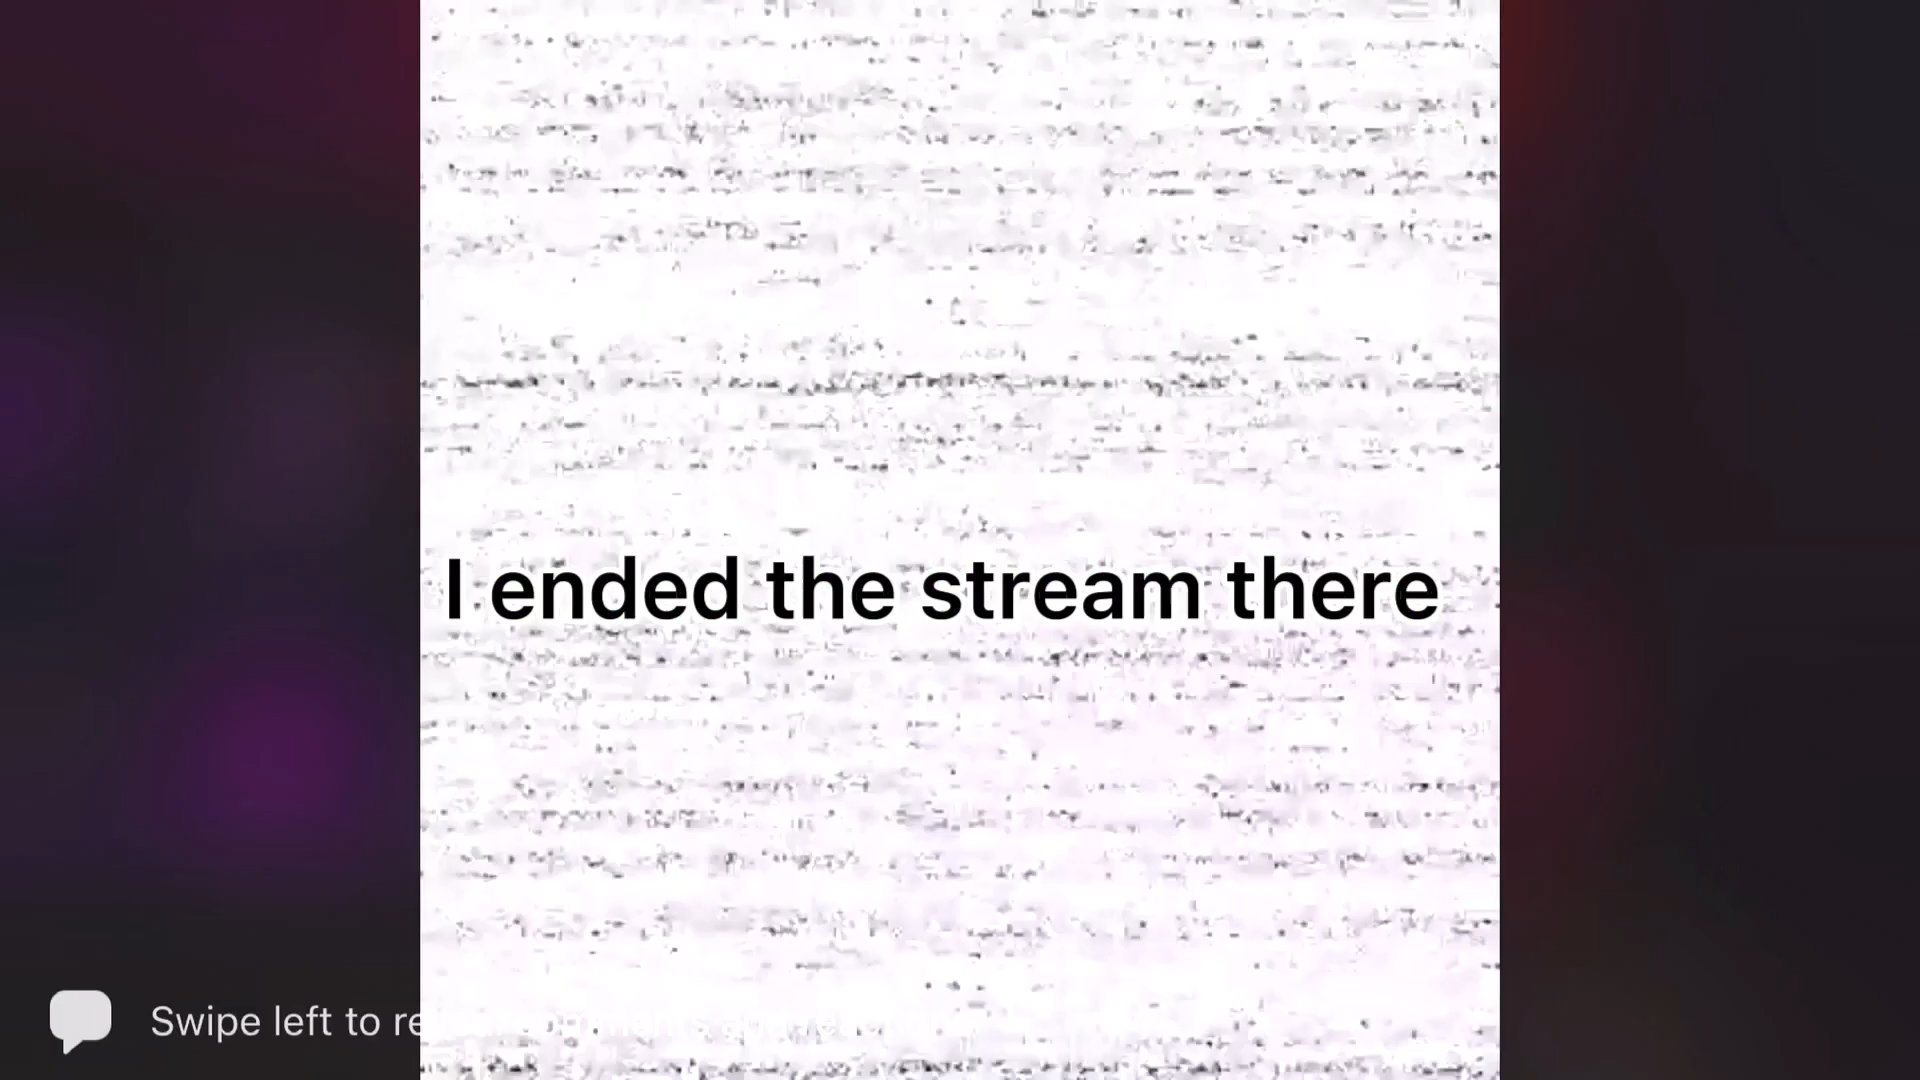 I ended the stream there
Swipe left to re